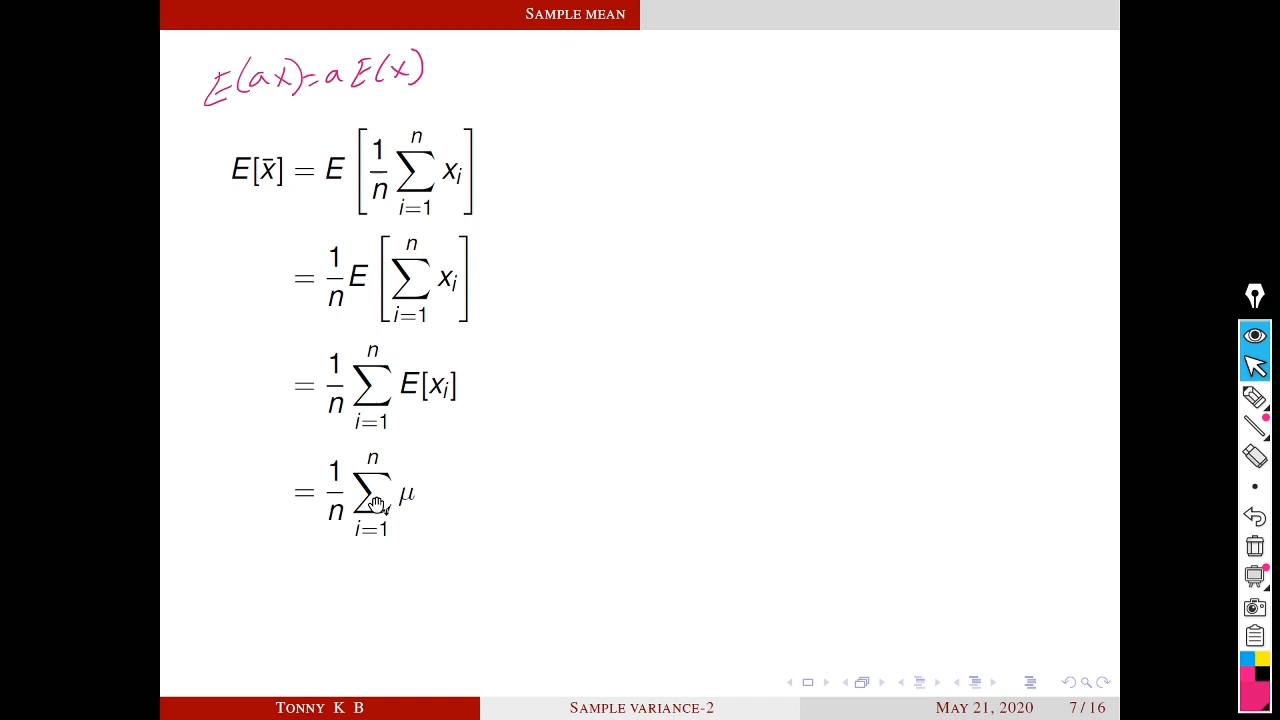 SAMPLE MEAN
E(ax)=a E(x)
E[x̄] = E [ 1/n ∑_{i=1}^{n} x_i ]
= 1/n E [ ∑_{i=1}^{n} x_i ]
= 1/n ∑_{i=1}^{n} E[x_i]
= 1/n ∑_{i=1}^{n} μ
TONNY K B SAMPLE VARIANCE-2 MAY 21, 2020 7 / 16